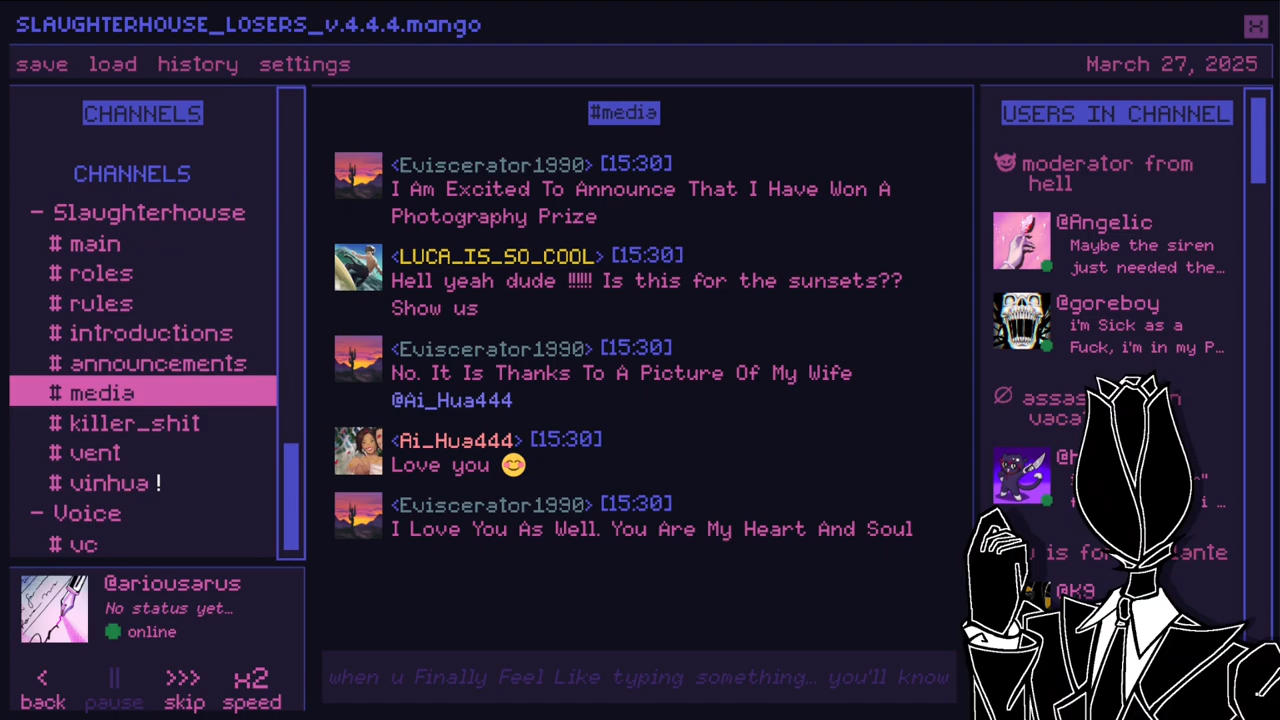 SLAUGHTERHOUSE_LOSERS_v.4.4.4.mango
save load history settings
March 27, 2025
CHANNELS
CHANNELS
- Slaughterhouse
# main
# roles
# rules
# introductions
# announcements
# media
# killer_shit
# vent
# vinhua !
- Voice
# vc
@ariousarus
No status yet...
online
< || >>> x2
back pause skip speed
#media
<Eviscerator1990> [15:30]
I Am Excited To Announce That I Have Won A
Photography Prize
<LUCA_IS_SO_COOL> [15:30]
Hell yeah dude !!!!! Is this for the sunsets??
Show us
<Eviscerator1990> [15:30]
No. It Is Thanks To A Picture Of My Wife
@Ai_Hua444
<Ai_Hua444> [15:30]
Love you 😊
<Eviscerator1990> [15:30]
I Love You As Well. You Are My Heart And Soul
when u Finally Feel Like typing something... you'll know
USERS IN CHANNEL
moderator from
hell
@Angelic
Maybe the siren
just needed the...
@goreboy
i'm Sick as a
Fuck, i'm in my P...
is for
@K9